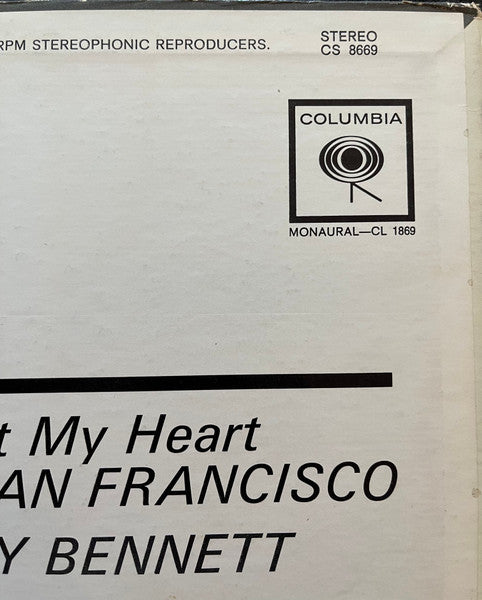 RPM STEREOPHONIC REPRODUCERS.
STEREO
CS 8669
COLUMBIA
MONAURAL—CL 1869
t My Heart
AN FRANCISCO
Y BENNETT